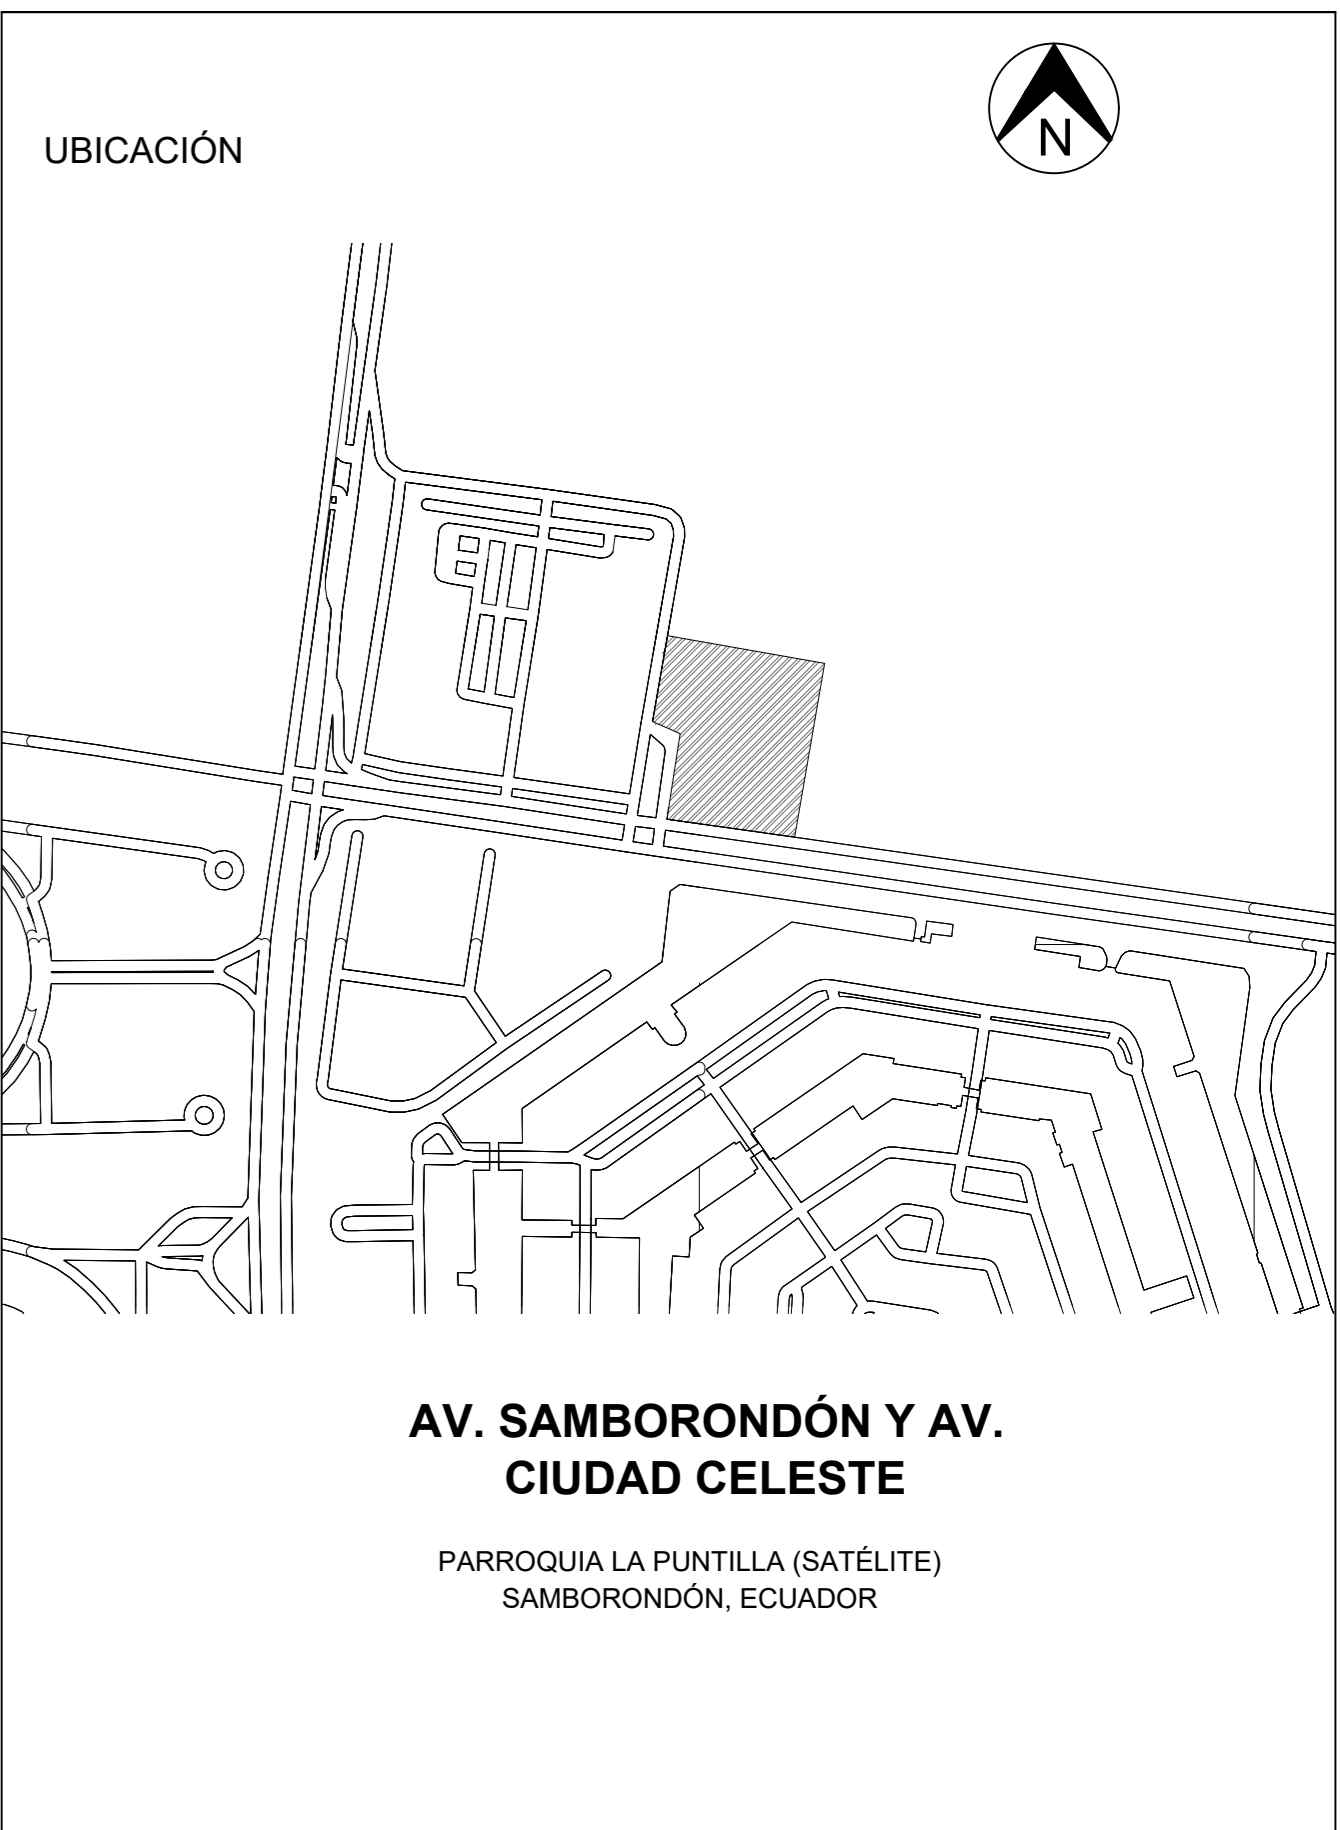 N
UBICACIÓN
AV. SAMBORONDÓN Y AV.
CIUDAD CELESTE
PARROQUIA LA PUNTILLA (SATÉLITE)
SAMBORONDÓN, ECUADOR